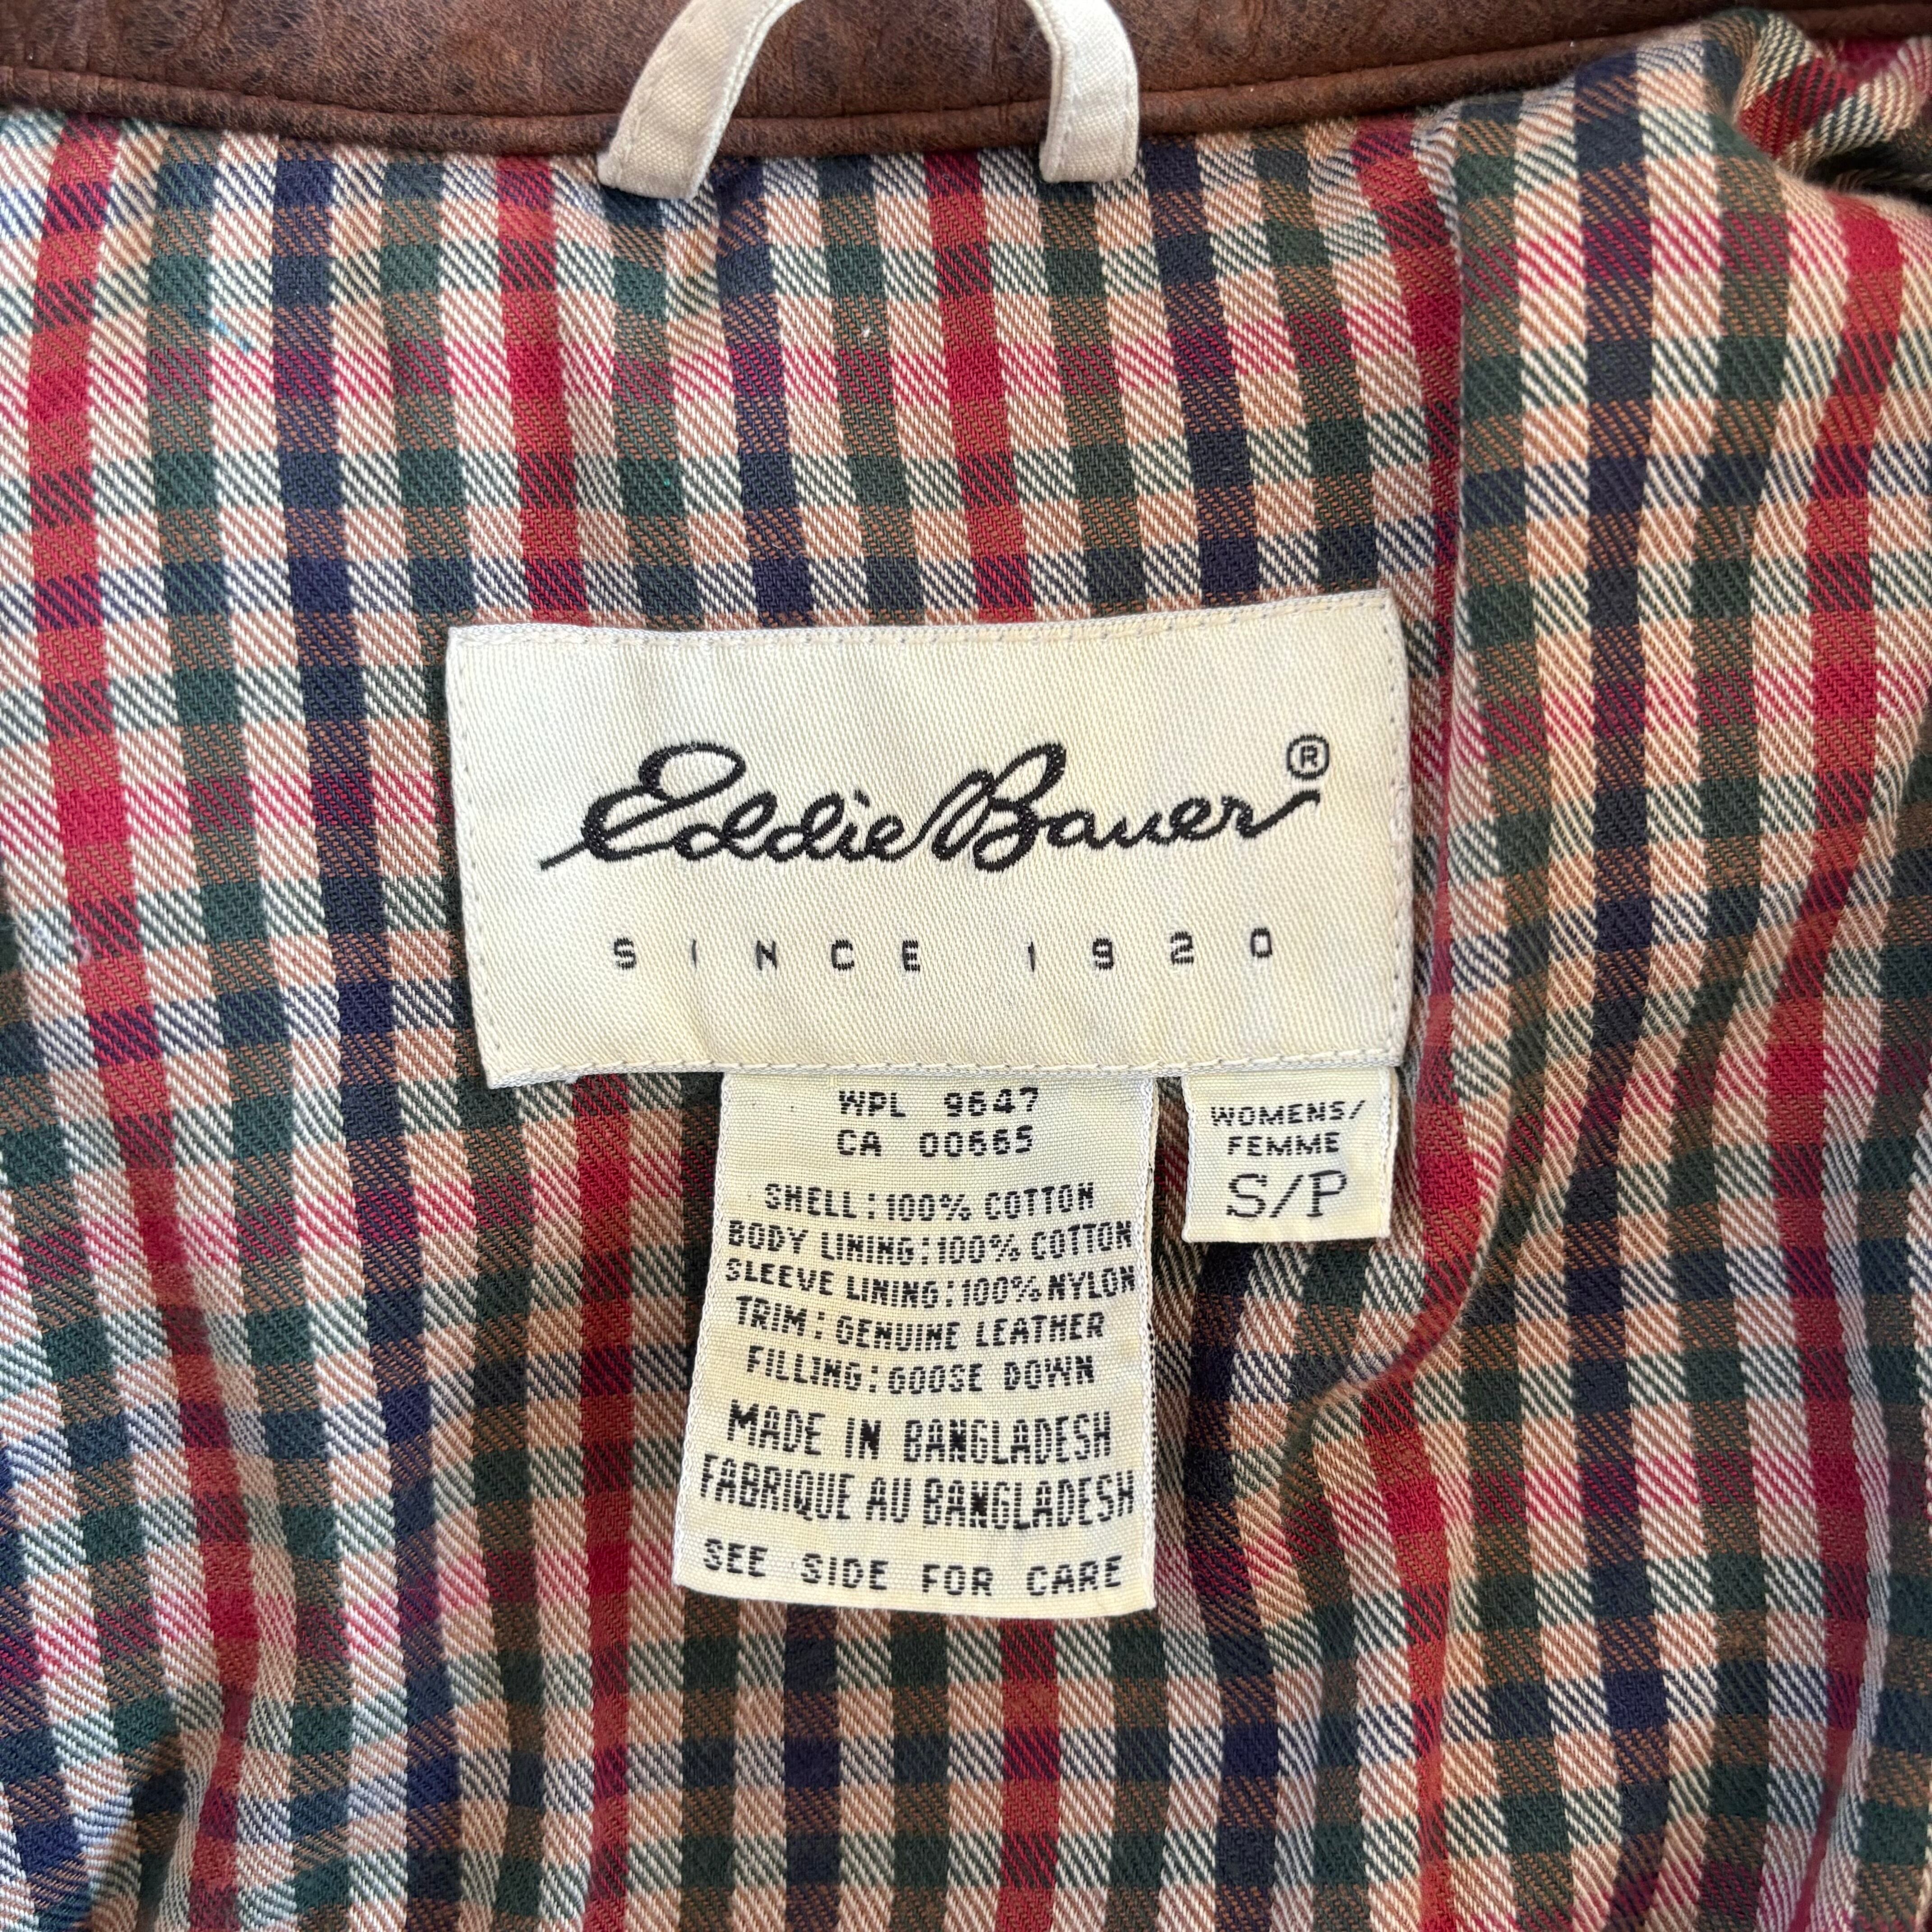 Eddie Bauer®
SINCE 1920
WPL 9647
CA 00665
SHELL: 100% COTTON
BODY LINING: 100% COTTON
SLEEVE LINING: 100% NYLON
TRIM: GENUINE LEATHER
FILLING: GOOSE DOWN
MADE IN BANGLADESH
FABRIQUE AU BANGLADESH
SEE SIDE FOR CARE
WOMENS/
FEMME
S/P